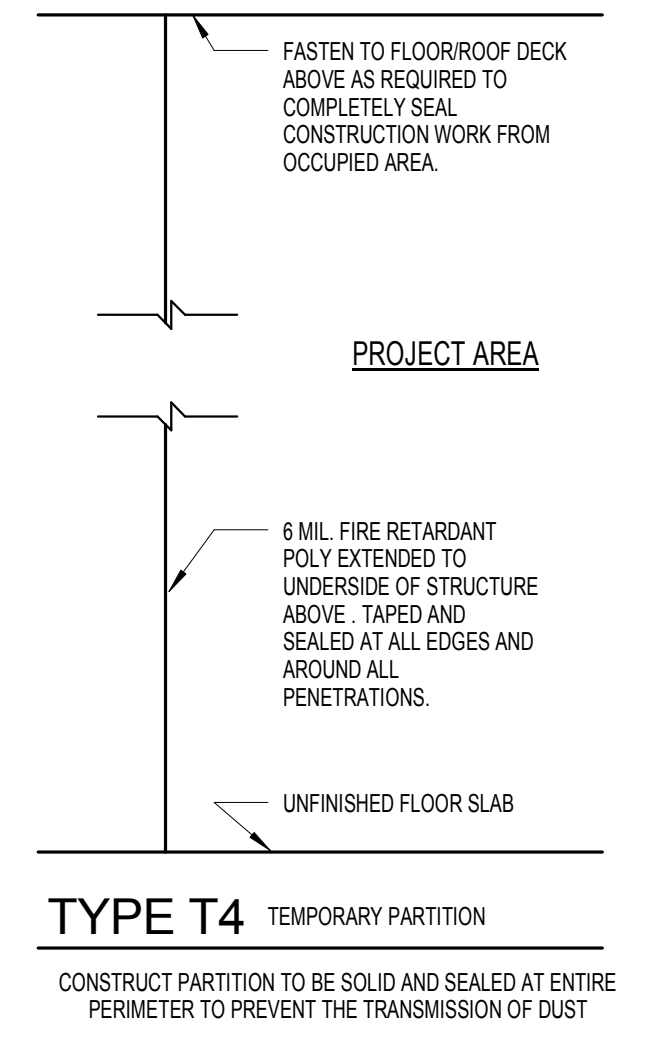 FASTEN TO FLOOR/ROOF DECK
ABOVE AS REQUIRED TO
COMPLETELY SEAL
CONSTRUCTION WORK FROM
OCCUPIED AREA.
PROJECT AREA
6 MIL. FIRE RETARDANT
POLY EXTENDED TO
UNDERSIDE OF STRUCTURE
ABOVE . TAPED AND
SEALED AT ALL EDGES AND
AROUND ALL
PENETRATIONS.
UNFINISHED FLOOR SLAB
TYPE T4 TEMPORARY PARTITION
CONSTRUCT PARTITION TO BE SOLID AND SEALED AT ENTIRE
PERIMETER TO PREVENT THE TRANSMISSION OF DUST